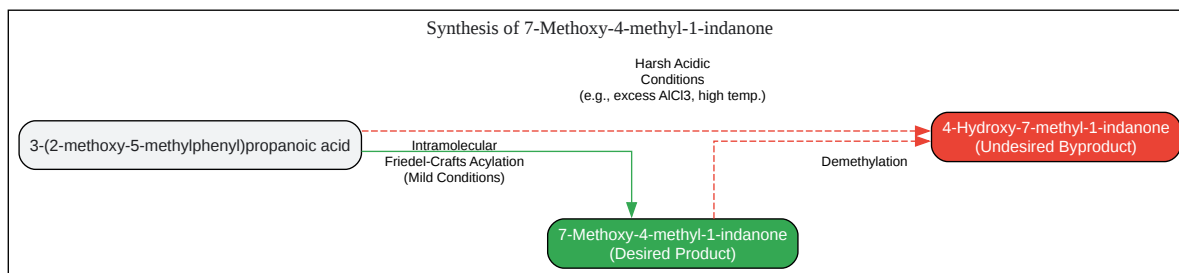 Synthesis of 7-Methoxy-4-methyl-1-indanone
Harsh Acidic
Conditions
(e.g., excess AlCl3, high temp.)
3-(2-methoxy-5-methylphenyl)propanoic acid
4-Hydroxy-7-methyl-1-indanone
(Undesired Byproduct)
Intramolecular
Friedel-Crafts Acylation
(Mild Conditions)
Demethylation
7-Methoxy-4-methyl-1-indanone
(Desired Product)